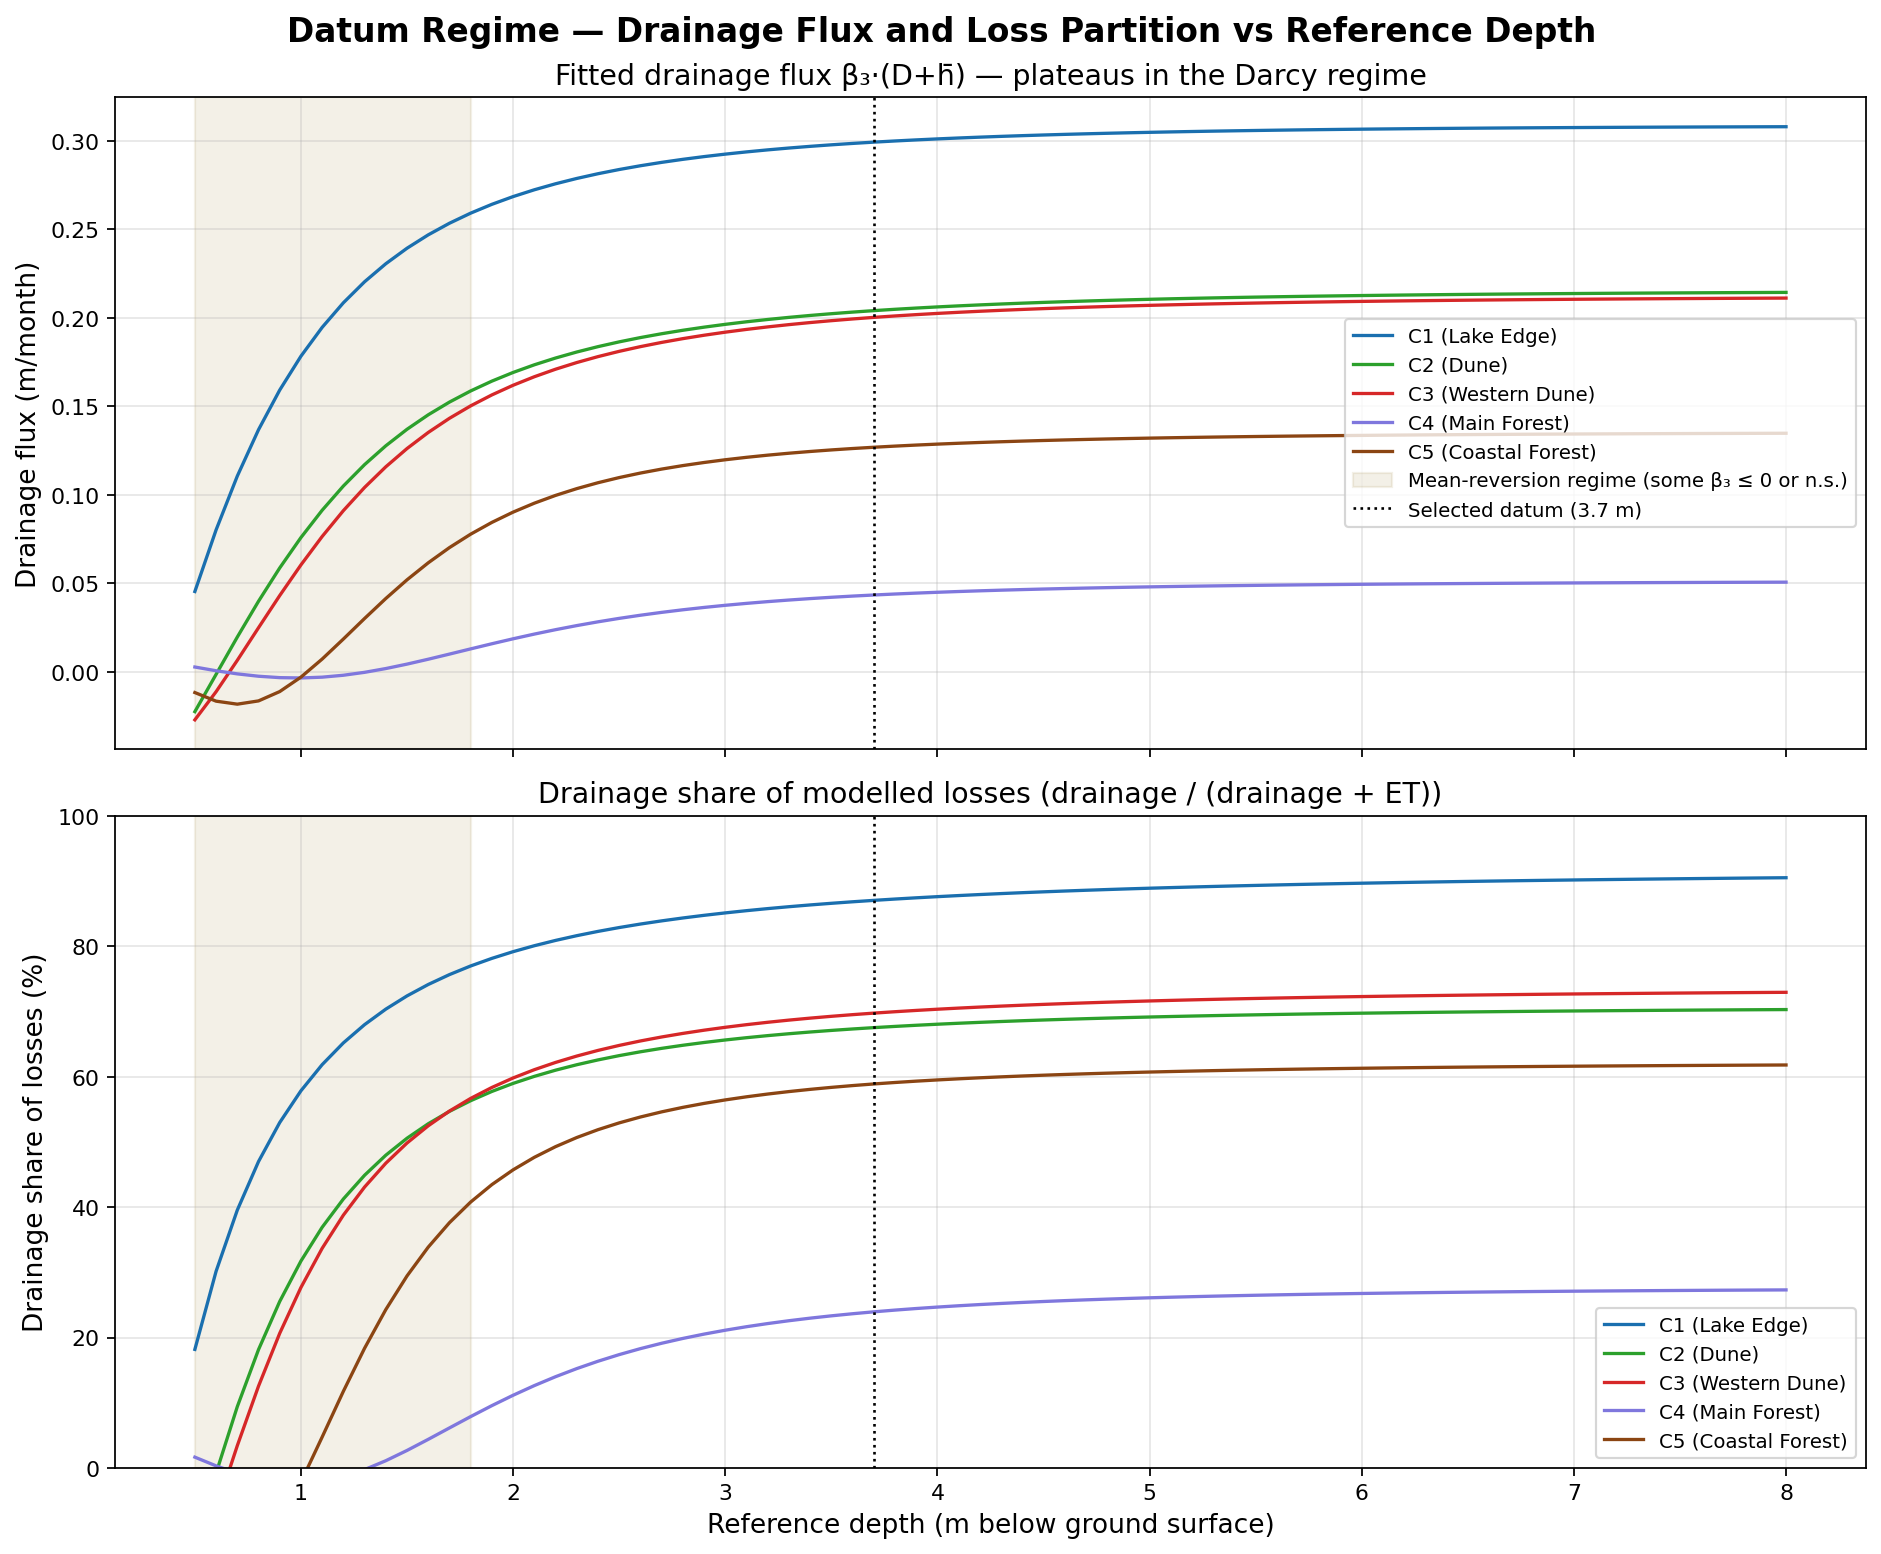 Datum Regime — Drainage Flux and Loss Partition vs Reference Depth
Fitted drainage flux β₃·(D+h̄) — plateaus in the Darcy regime
Drainage flux (m/month)
0.30
0.25
0.20
0.15
0.10
0.05
0.00
C1 (Lake Edge)
C2 (Dune)
C3 (Western Dune)
C4 (Main Forest)
C5 (Coastal Forest)
Mean-reversion regime (some β₃ ≤ 0 or n.s.)
Selected datum (3.7 m)
Drainage share of modelled losses (drainage / (drainage + ET))
Drainage share of losses (%)
100
80
60
40
20
0
C1 (Lake Edge)
C2 (Dune)
C3 (Western Dune)
C4 (Main Forest)
C5 (Coastal Forest)
1 2 3 4 5 6 7 8
Reference depth (m below ground surface)